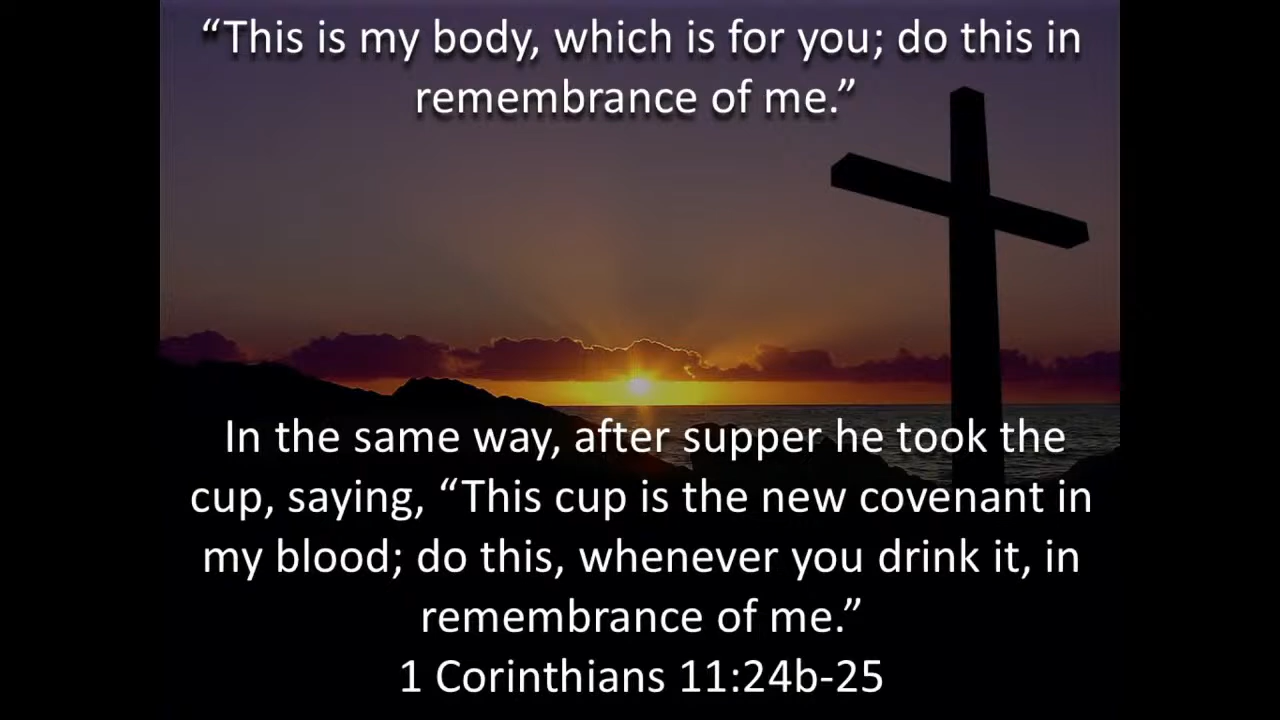 “This is my body, which is for you; do this in
remembrance of me.”
In the same way, after supper he took the
cup, saying, “This cup is the new covenant in
my blood; do this, whenever you drink it, in
remembrance of me.”
1 Corinthians 11:24b-25